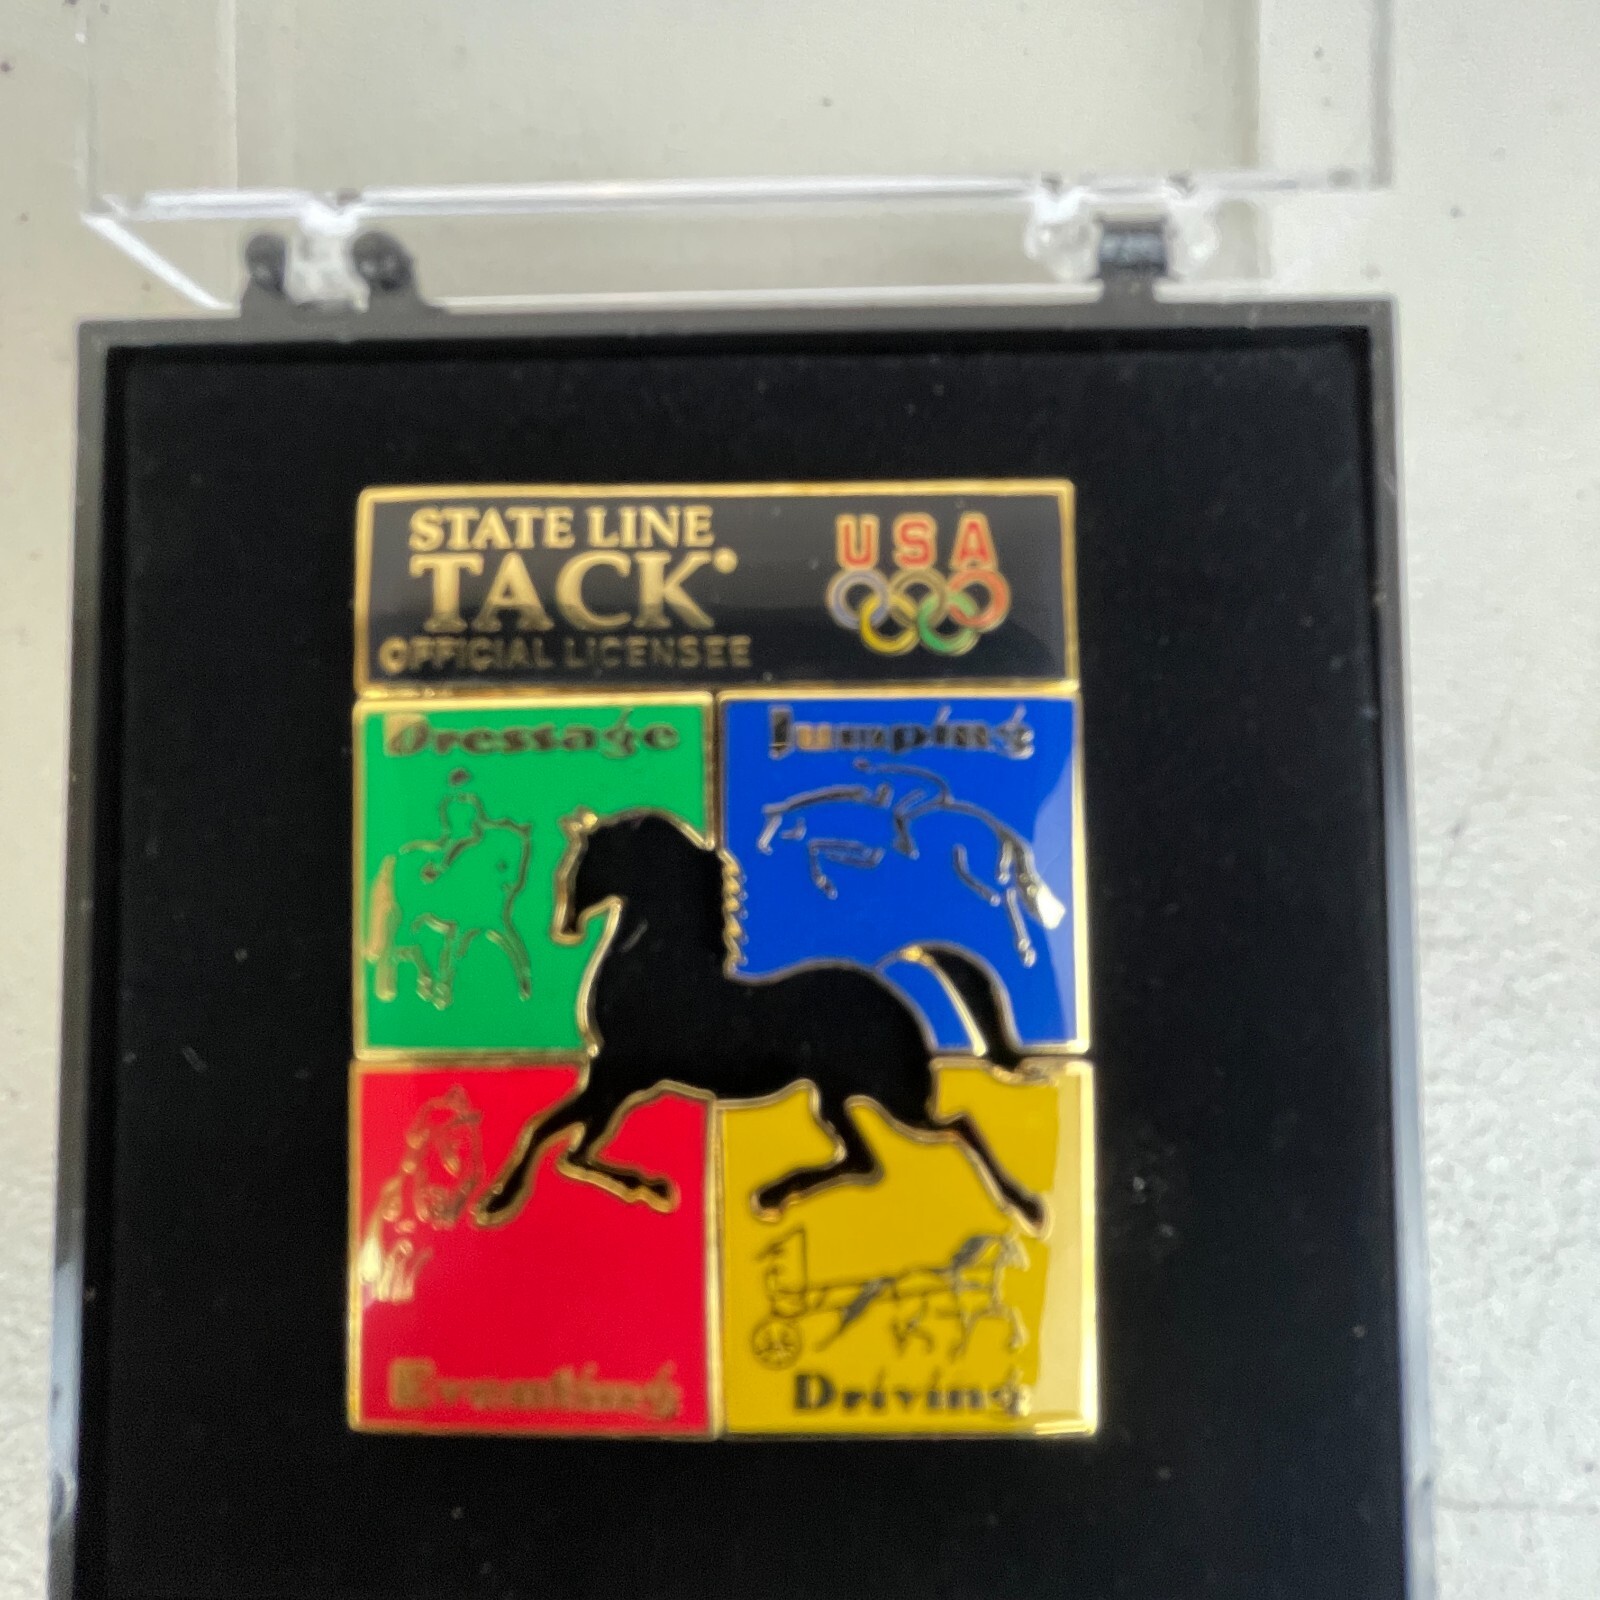 STATE LINE
TACK
OFFICIAL LICENSEE
USA
Dressage
Jumping
Eventing
Driving